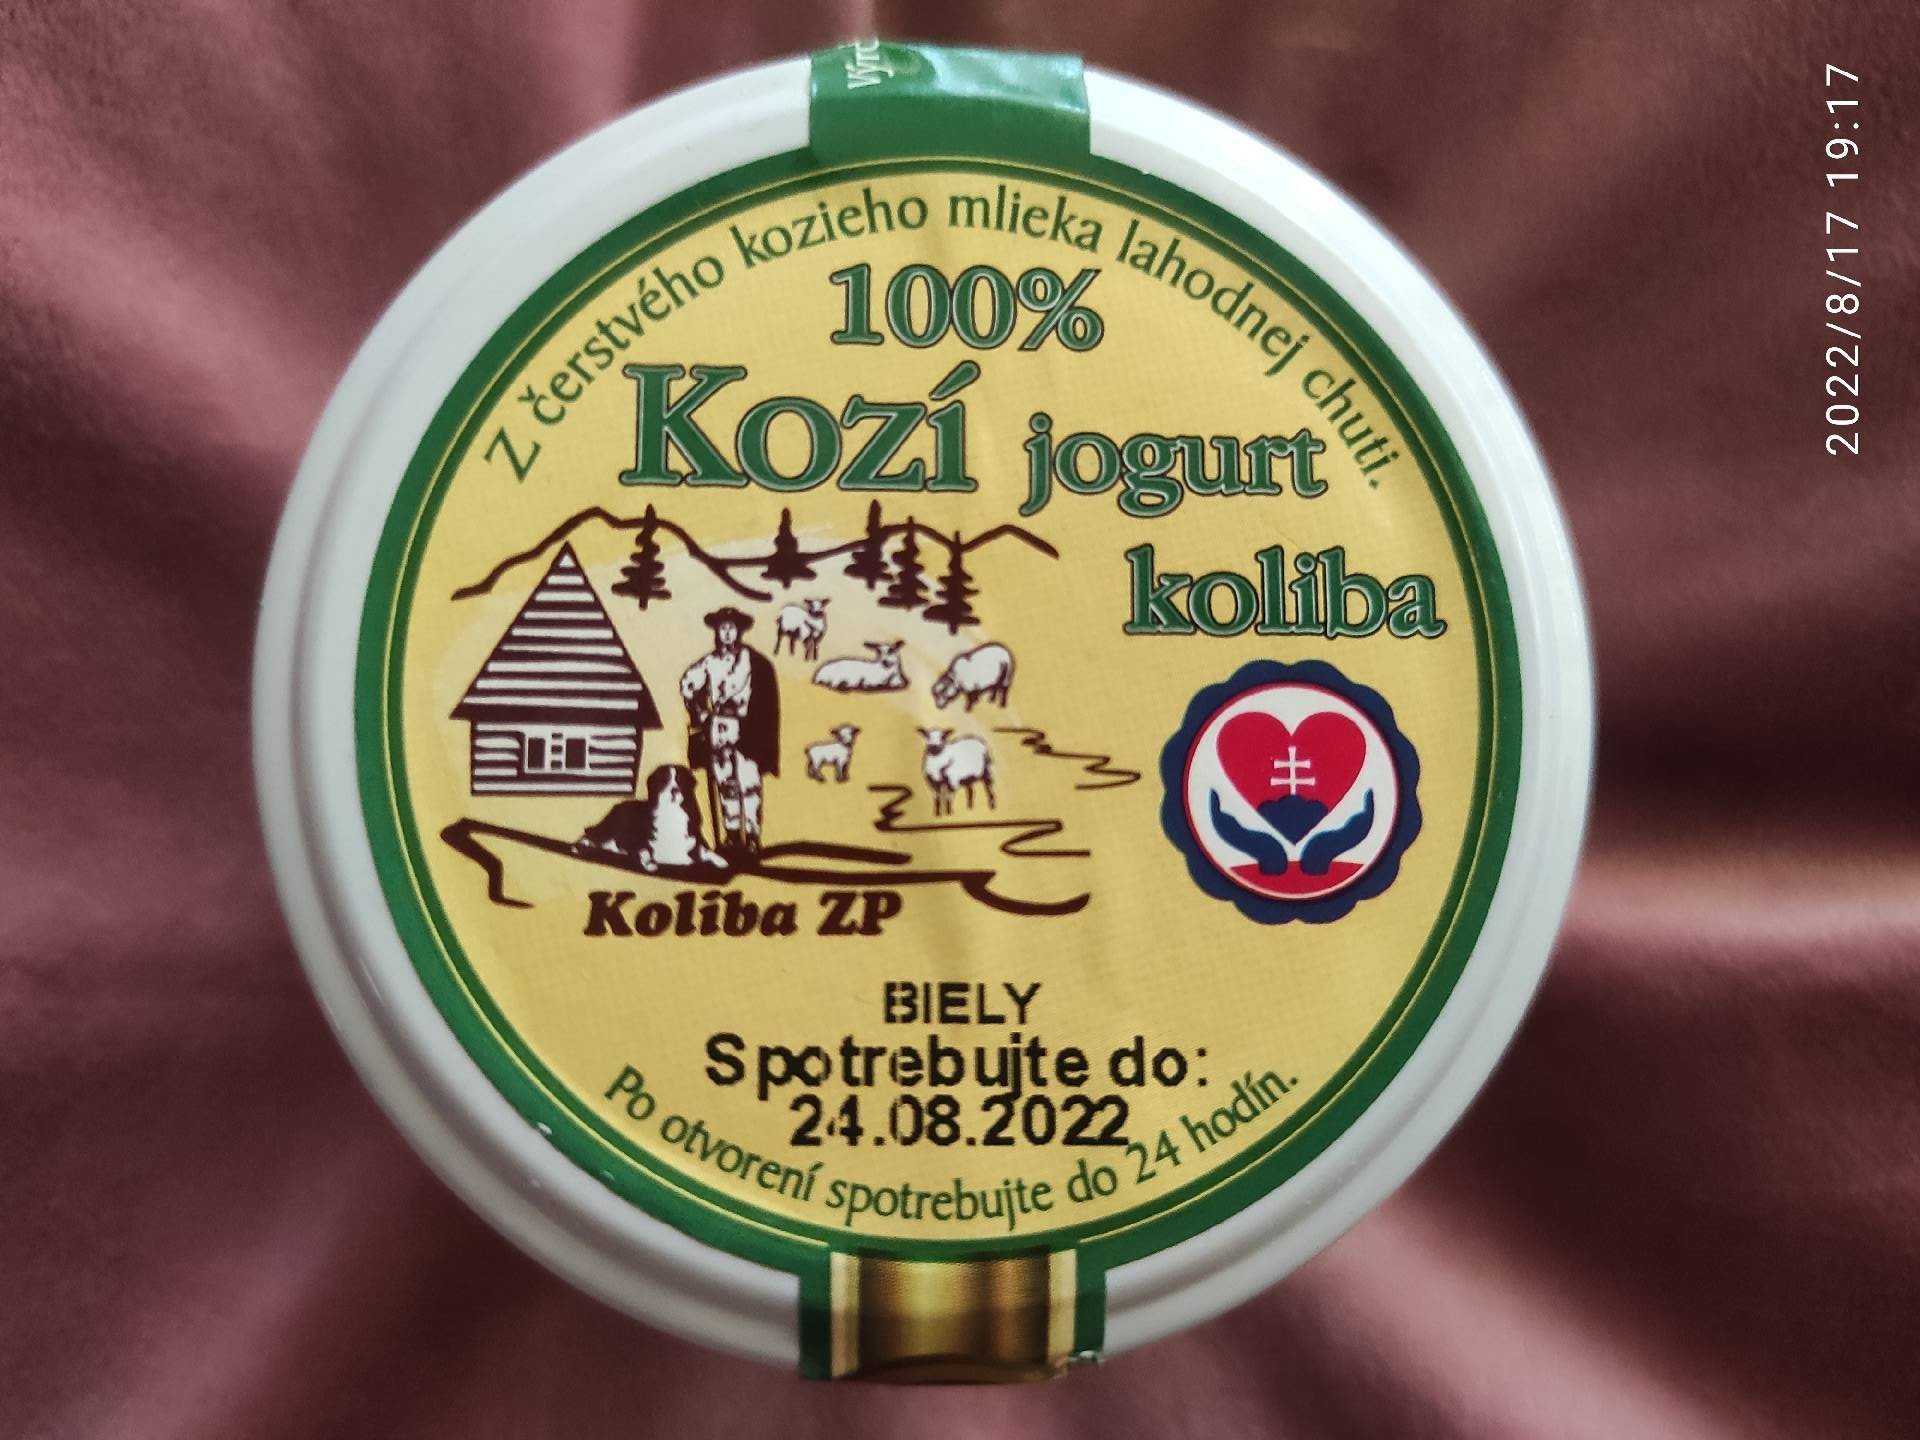 Z čerstvého kozieho mlieka lahodnej chuti.
100%
Kozí jogurt
koliba
Koliba ZP
BIELY
Spotrebujte do:
24.08.2022
Po otvorení spotrebujte do 24 hodín.
2022/8/17 19:17